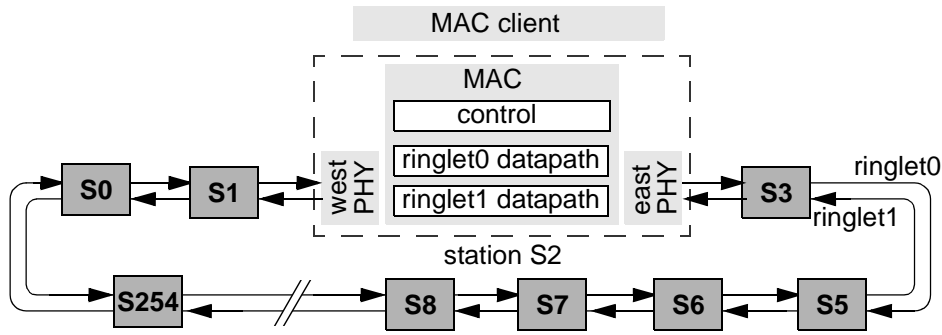 MAC client
MAC
control
ringlet0 datapath
ringlet1 datapath
west PHY
east PHY
S0
S1
S3
ringlet0
ringlet1
station S2
S254
S8
S7
S6
S5